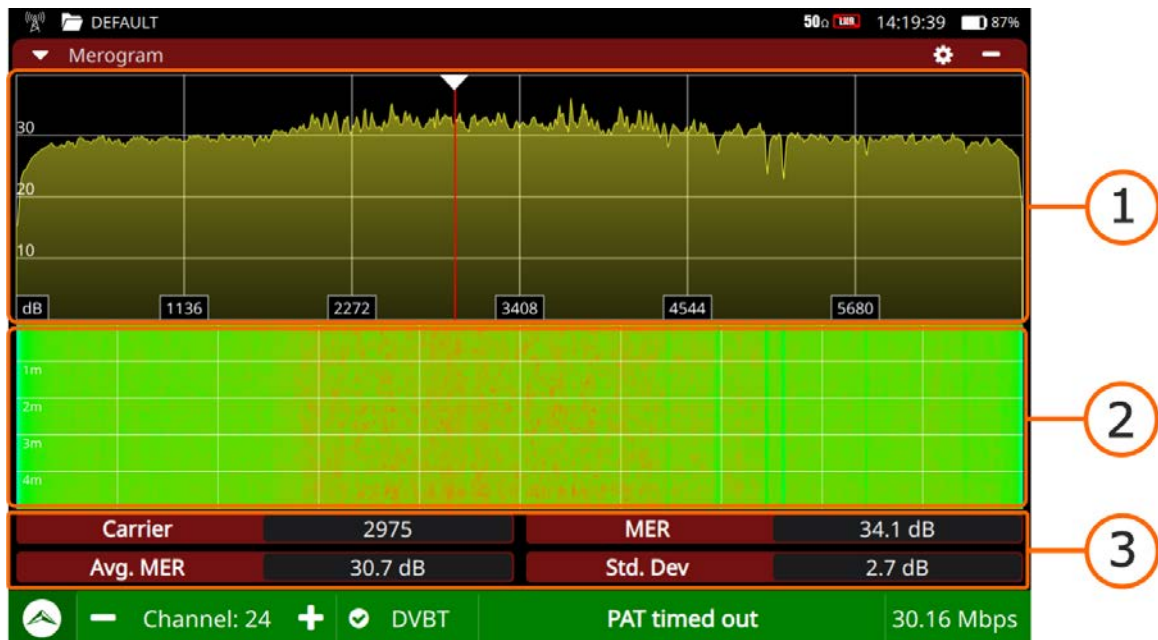 DEFAULT 50Ω LXR 14:19:39 87%
Merogram
30
20
10
dB 1136 2272 3408 4544 5680
1m
2m
3m
4m
1
2
3
Carrier 2975 MER 34.1 dB
Avg. MER 30.7 dB Std. Dev 2.7 dB
Channel: 24 DVBT PAT timed out 30.16 Mbps